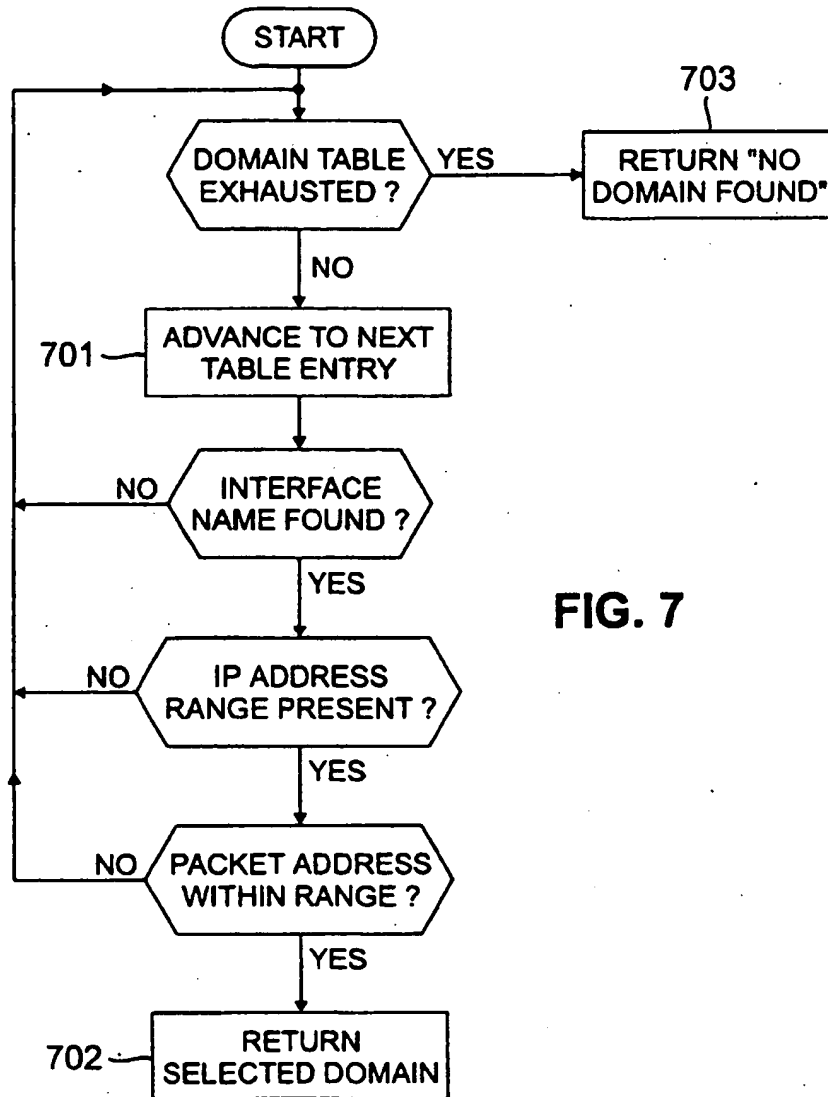 START
703
DOMAIN TABLE
EXHAUSTED ?
YES
RETURN "NO
DOMAIN FOUND"
NO
701
ADVANCE TO NEXT
TABLE ENTRY
NO
INTERFACE
NAME FOUND ?
YES
FIG. 7
NO
IP ADDRESS
RANGE PRESENT ?
YES
NO
PACKET ADDRESS
WITHIN RANGE ?
YES
702
RETURN
SELECTED DOMAIN